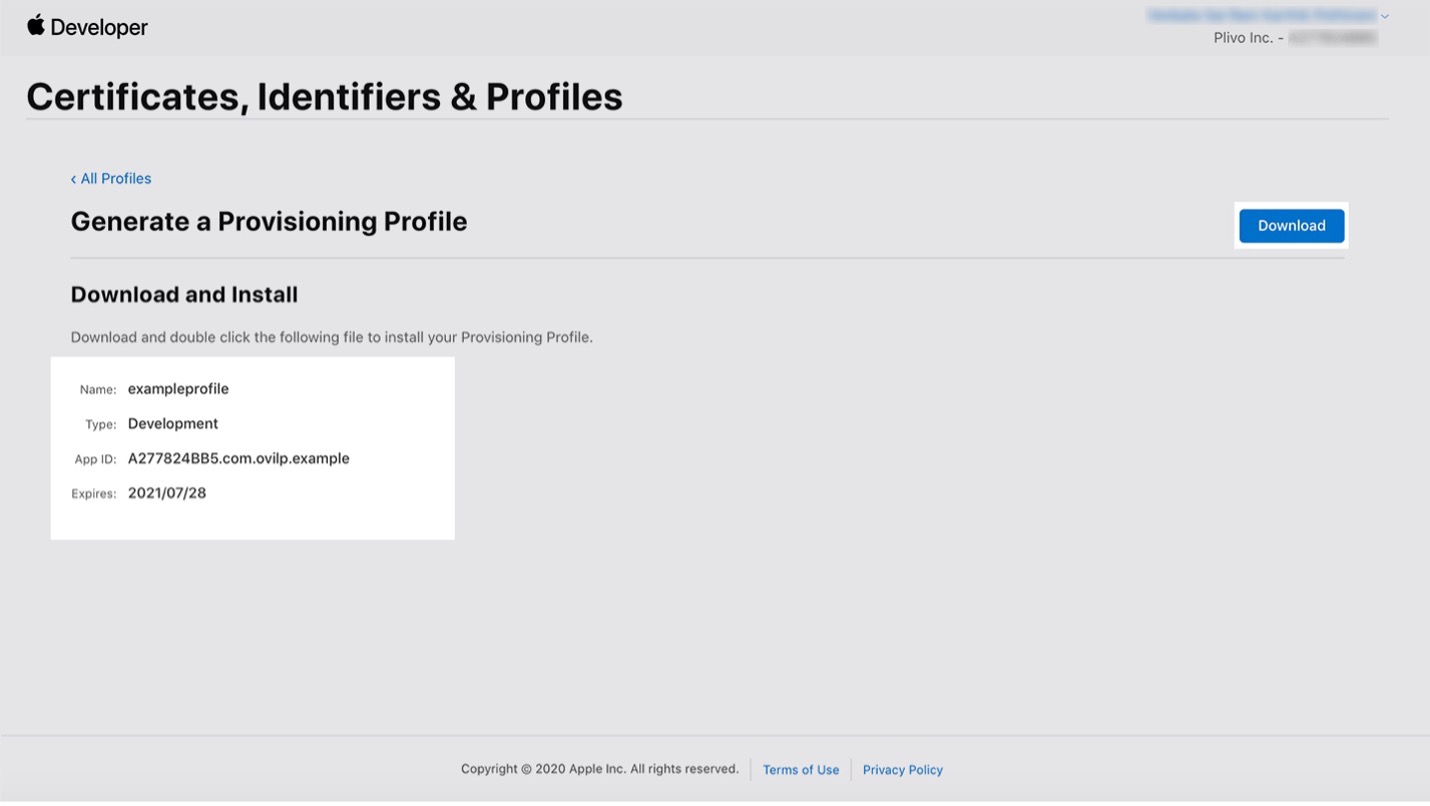 Developer
Plivo Inc. -
Certificates, Identifiers & Profiles
‹ All Profiles
Generate a Provisioning Profile
Download
Download and Install
Download and double click the following file to install your Provisioning Profile.
Name: exampleprofile
Type: Development
App ID: A277824BB5.com.ovilp.example
Expires: 2021/07/28
Copyright © 2020 Apple Inc. All rights reserved. Terms of Use Privacy Policy